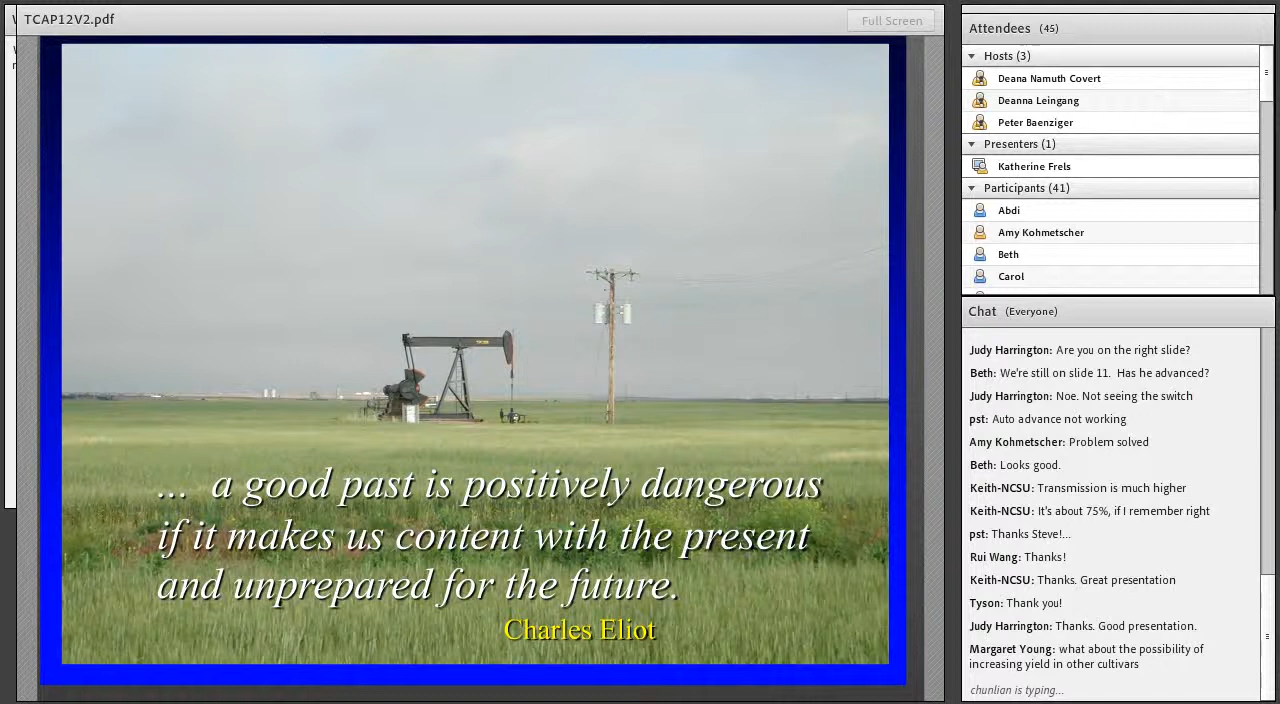 TCAP12V2.pdf
Full Screen
... a good past is positively dangerous
if it makes us content with the present
and unprepared for the future.
Charles Eliot
Attendees (45)
Hosts (3)
Deana Namuth Covert
Deanna Leingang
Peter Baenziger
Presenters (1)
Katherine Frels
Participants (41)
Abdi
Amy Kohmetscher
Beth
Carol
Chat (Everyone)
Judy Harrington: Are you on the right slide?
Beth: We're still on slide 11. Has he advanced?
Judy Harrington: Noe. Not seeing the switch
pst: Auto advance not working
Amy Kohmetscher: Problem solved
Beth: Looks good.
Keith-NCSU: Transmission is much higher
Keith-NCSU: It's about 75%, if I remember right
pst: Thanks Steve!...
Rui Wang: Thanks!
Keith-NCSU: Thanks. Great presentation
Tyson: Thank you!
Judy Harrington: Thanks. Good presentation.
Margaret Young: what about the possibility of
increasing yield in other cultivars
chunlian is typing...